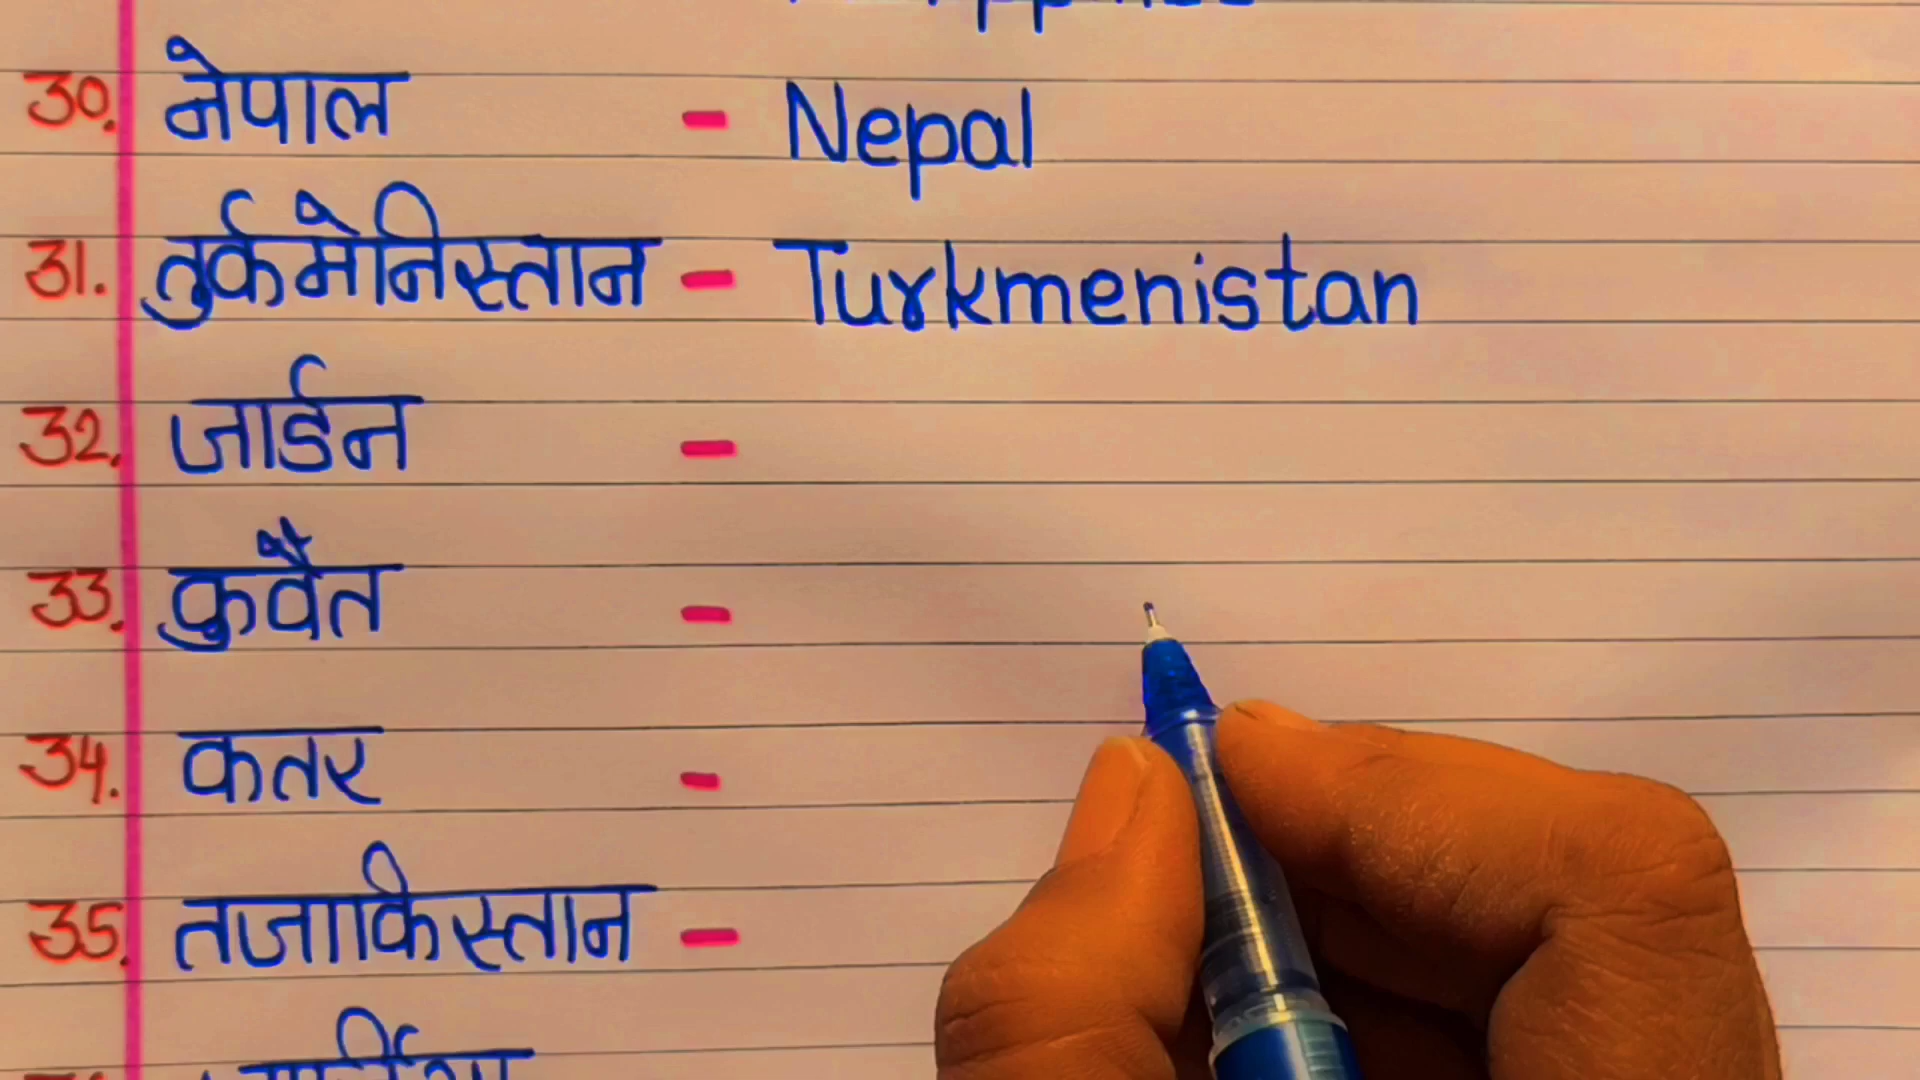 30. नेपाल - Nepal
31. तुर्कमेनिस्तान - Turkmenistan
32. जार्डन -
33. कुवैत -
34. कतर -
35. तजाकिस्तान -